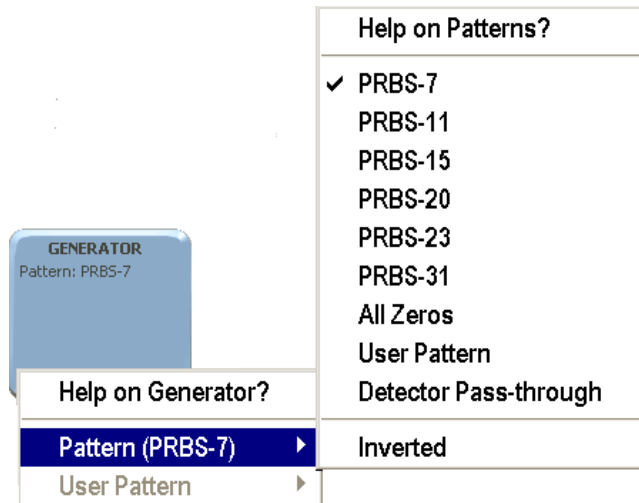 Help on Patterns?
✓ PRBS-7
PRBS-11
PRBS-15
PRBS-20
PRBS-23
PRBS-31
All Zeros
User Pattern
Detector Pass-through
Inverted
GENERATOR
Pattern: PRBS-7
Help on Generator?
Pattern (PRBS-7)
User Pattern